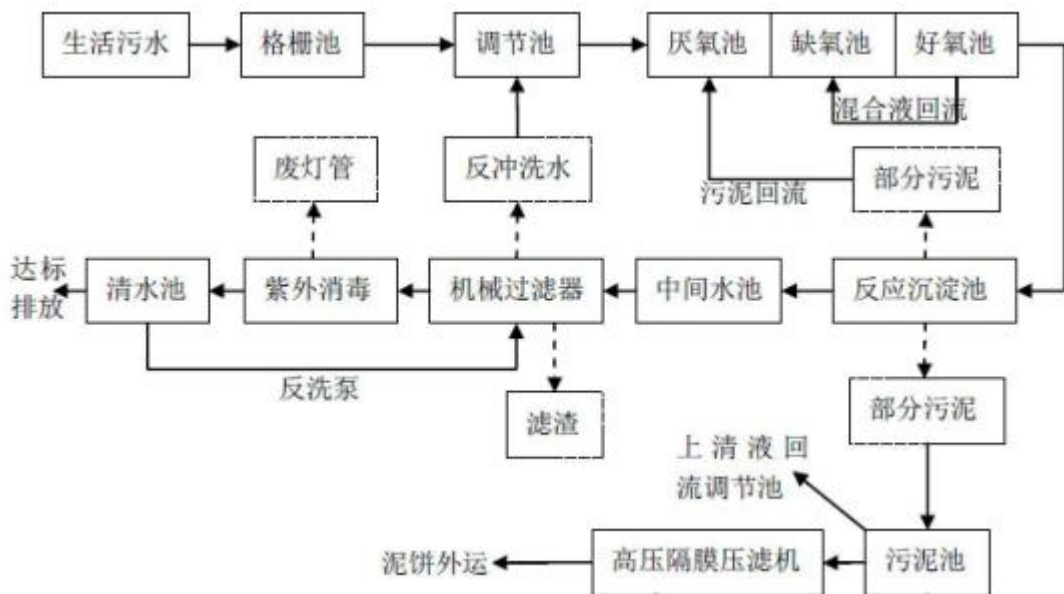 生活污水
格栅池
调节池
厌氧池
缺氧池
好氧池
混合液回流
废灯管
反冲洗水
部分污泥
污泥回流
达标
排放
清水池
紫外消毒
机械过滤器
中间水池
反应沉淀池
反洗泵
滤渣
部分污泥
上清液回
流调节池
泥饼外运
高压隔膜压滤机
污泥池